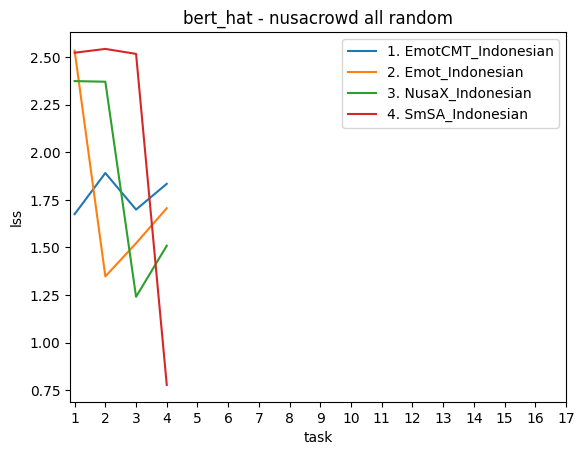 bert_hat - nusacrowd all random
1. EmotCMT_Indonesian
2. Emot_Indonesian
3. NusaX_Indonesian
4. SmSA_Indonesian
lss
2.50
2.25
2.00
1.75
1.50
1.25
1.00
0.75
1 2 3 4 5 6 7 8 9 10 11 12 13 14 15 16 17
task